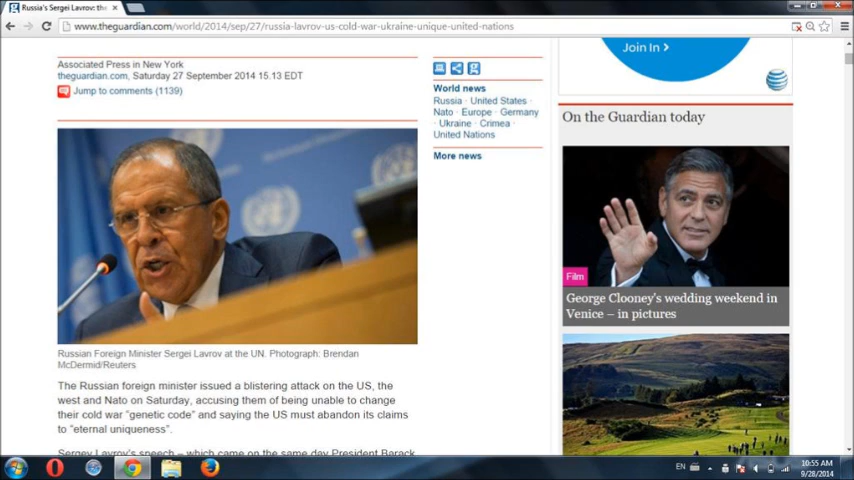 Russia's Sergei Lavrov: the
www.theguardian.com/world/2014/sep/27/russia-lavrov-us-cold-war-ukraine-unique-united-nations
Associated Press in New York
theguardian.com, Saturday 27 September 2014 15.13 EDT
Jump to comments (1139)
World news
Russia · United States ·
Nato · Europe · Germany
· Ukraine · Crimea ·
United Nations
More news
Russian Foreign Minister Sergei Lavrov at the UN. Photograph: Brendan
McDermid/Reuters
The Russian foreign minister issued a blistering attack on the US, the
west and Nato on Saturday, accusing them of being unable to change
their cold war "genetic code" and saying the US must abandon its claims
to "eternal uniqueness".
Sergey Lavrov's speech – which came on the same day President Barack
Join In >
On the Guardian today
Film
George Clooney's wedding weekend in
Venice – in pictures
EN
10:55 AM
9/28/2014